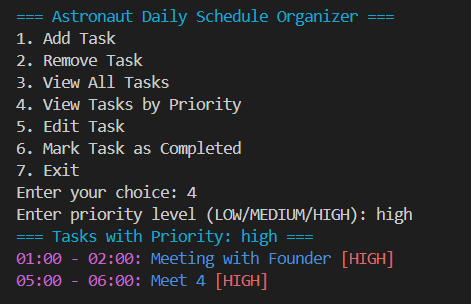 === Astronaut Daily Schedule Organizer ===
1. Add Task
2. Remove Task
3. View All Tasks
4. View Tasks by Priority
5. Edit Task
6. Mark Task as Completed
7. Exit
Enter your choice: 4
Enter priority level (LOW/MEDIUM/HIGH): high
=== Tasks with Priority: high ===
01:00 - 02:00: Meeting with Founder [HIGH]
05:00 - 06:00: Meet 4 [HIGH]